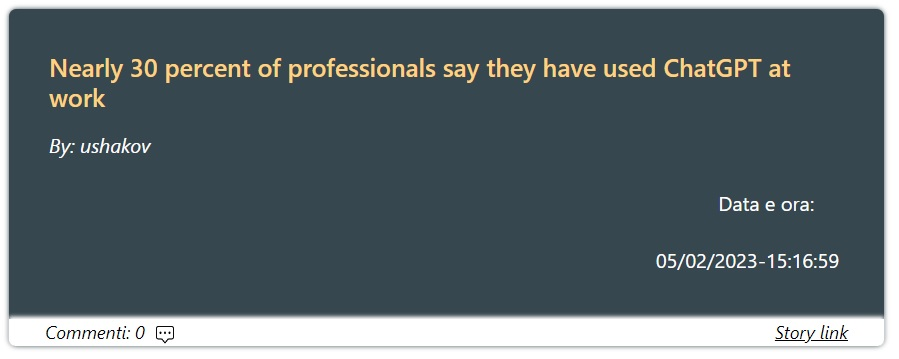 Nearly 30 percent of professionals say they have used ChatGPT at
work
By: ushakov
Data e ora:
05/02/2023-15:16:59
Commenti: 0
Story link